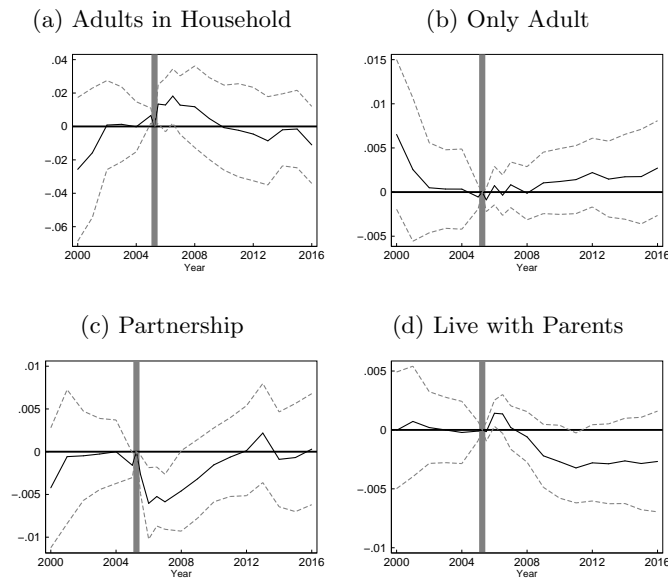 (a) Adults in Household
.04
.02
0
-.02
-.04
-.06
2000 2004 2008 2012 2016
Year
(b) Only Adult
.015
.01
.005
0
-.005
2000 2004 2008 2012 2016
Year
(c) Partnership
.01
.005
0
-.005
-.01
2000 2004 2008 2012 2016
Year
(d) Live with Parents
.005
0
-.005
-.01
2000 2004 2008 2012 2016
Year